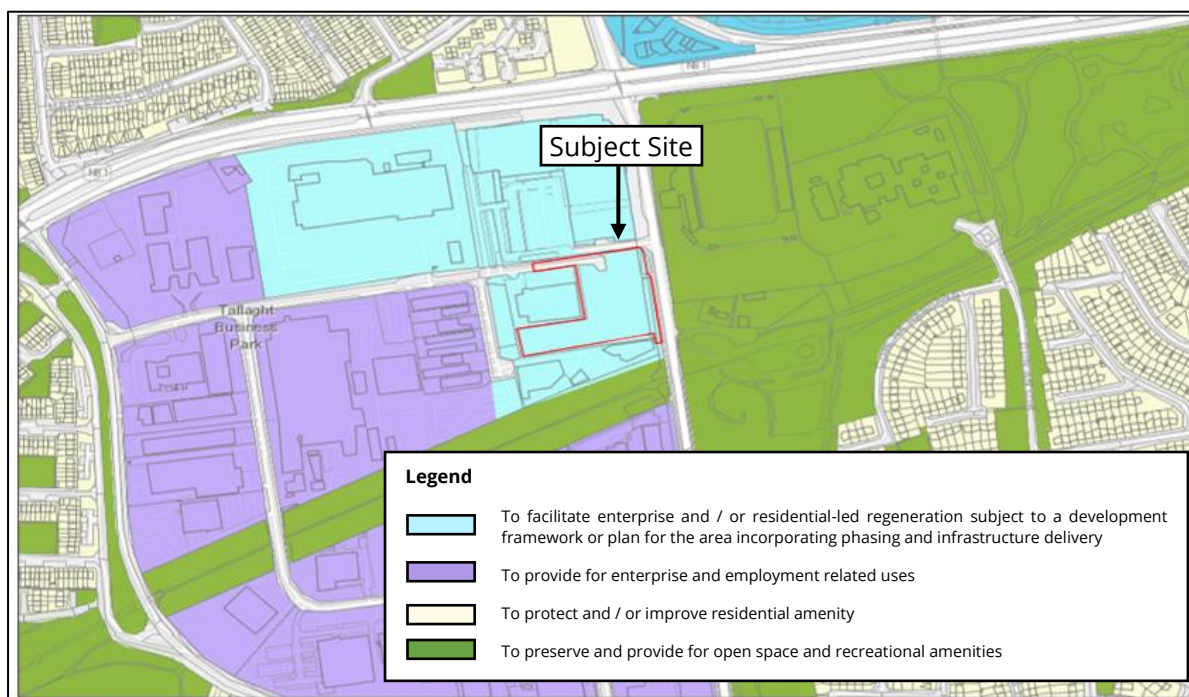 N81
Subject Site
N81
Tallaght
Business
Park
Legend
To facilitate enterprise and / or residential-led regeneration subject to a development
framework or plan for the area incorporating phasing and infrastructure delivery
To provide for enterprise and employment related uses
To protect and / or improve residential amenity
To preserve and provide for open space and recreational amenities